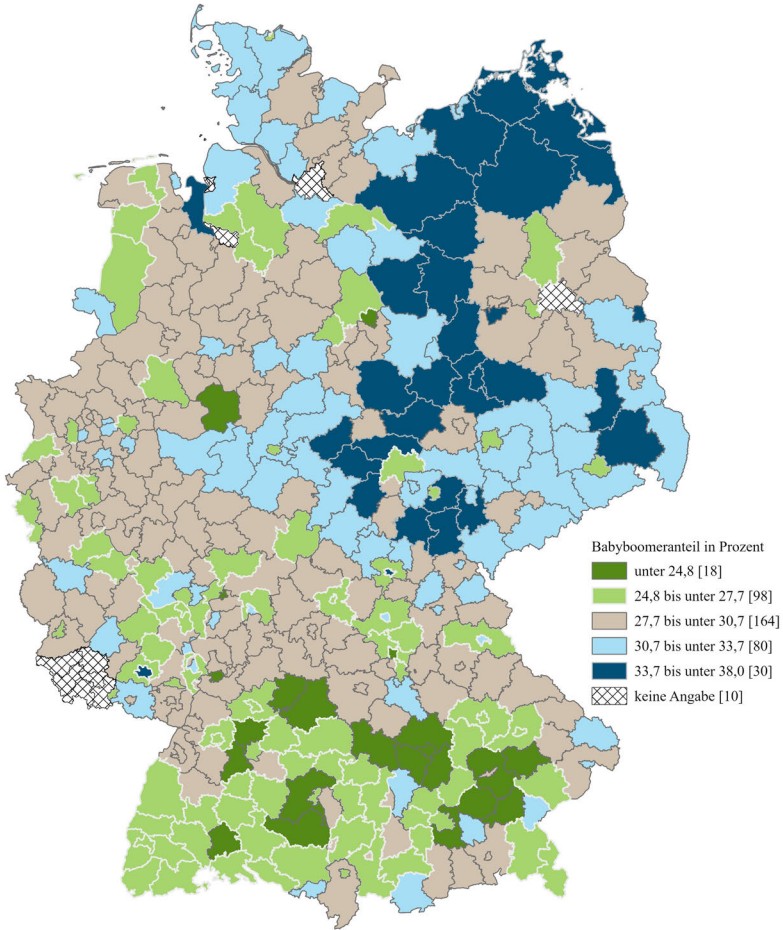 Babyboomeranteil in Prozent
unter 24,8 [18]
24,8 bis unter 27,7 [98]
27,7 bis unter 30,7 [164]
30,7 bis unter 33,7 [80]
33,7 bis unter 38,0 [30]
keine Angabe [10]